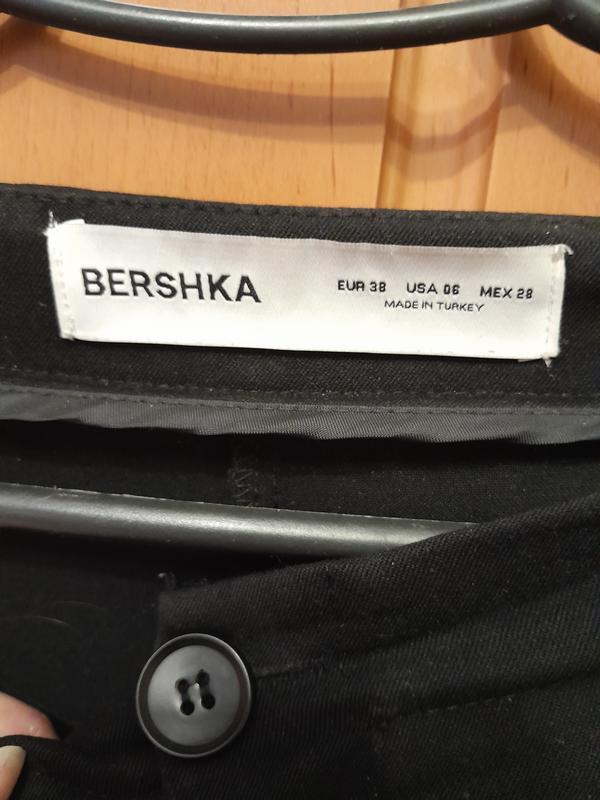 BERSHKA
EUR 38 USA 06 MEX 28
MADE IN TURKEY